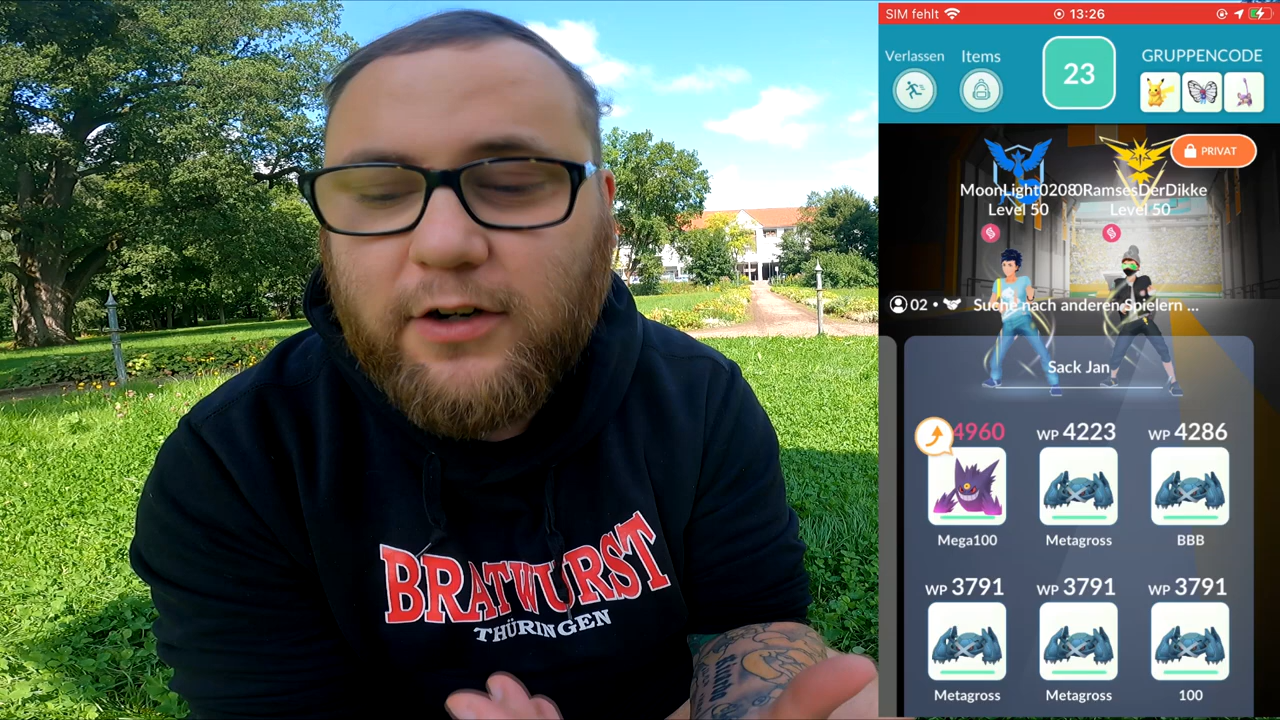 BRATWURST
THÜRINGEN
SIM fehlt
13:26
Verlassen
Items
23
GRUPPENCODE
PRIVAT
MoonLight0208
RamsesDerDikke
Level 50
Level 50
02 • Suche nach anderen Spielern ...
Sack Jan
4960
WP 4223
WP 4286
Mega100
Metagross
BBB
WP 3791
WP 3791
WP 3791
Metagross
Metagross
100